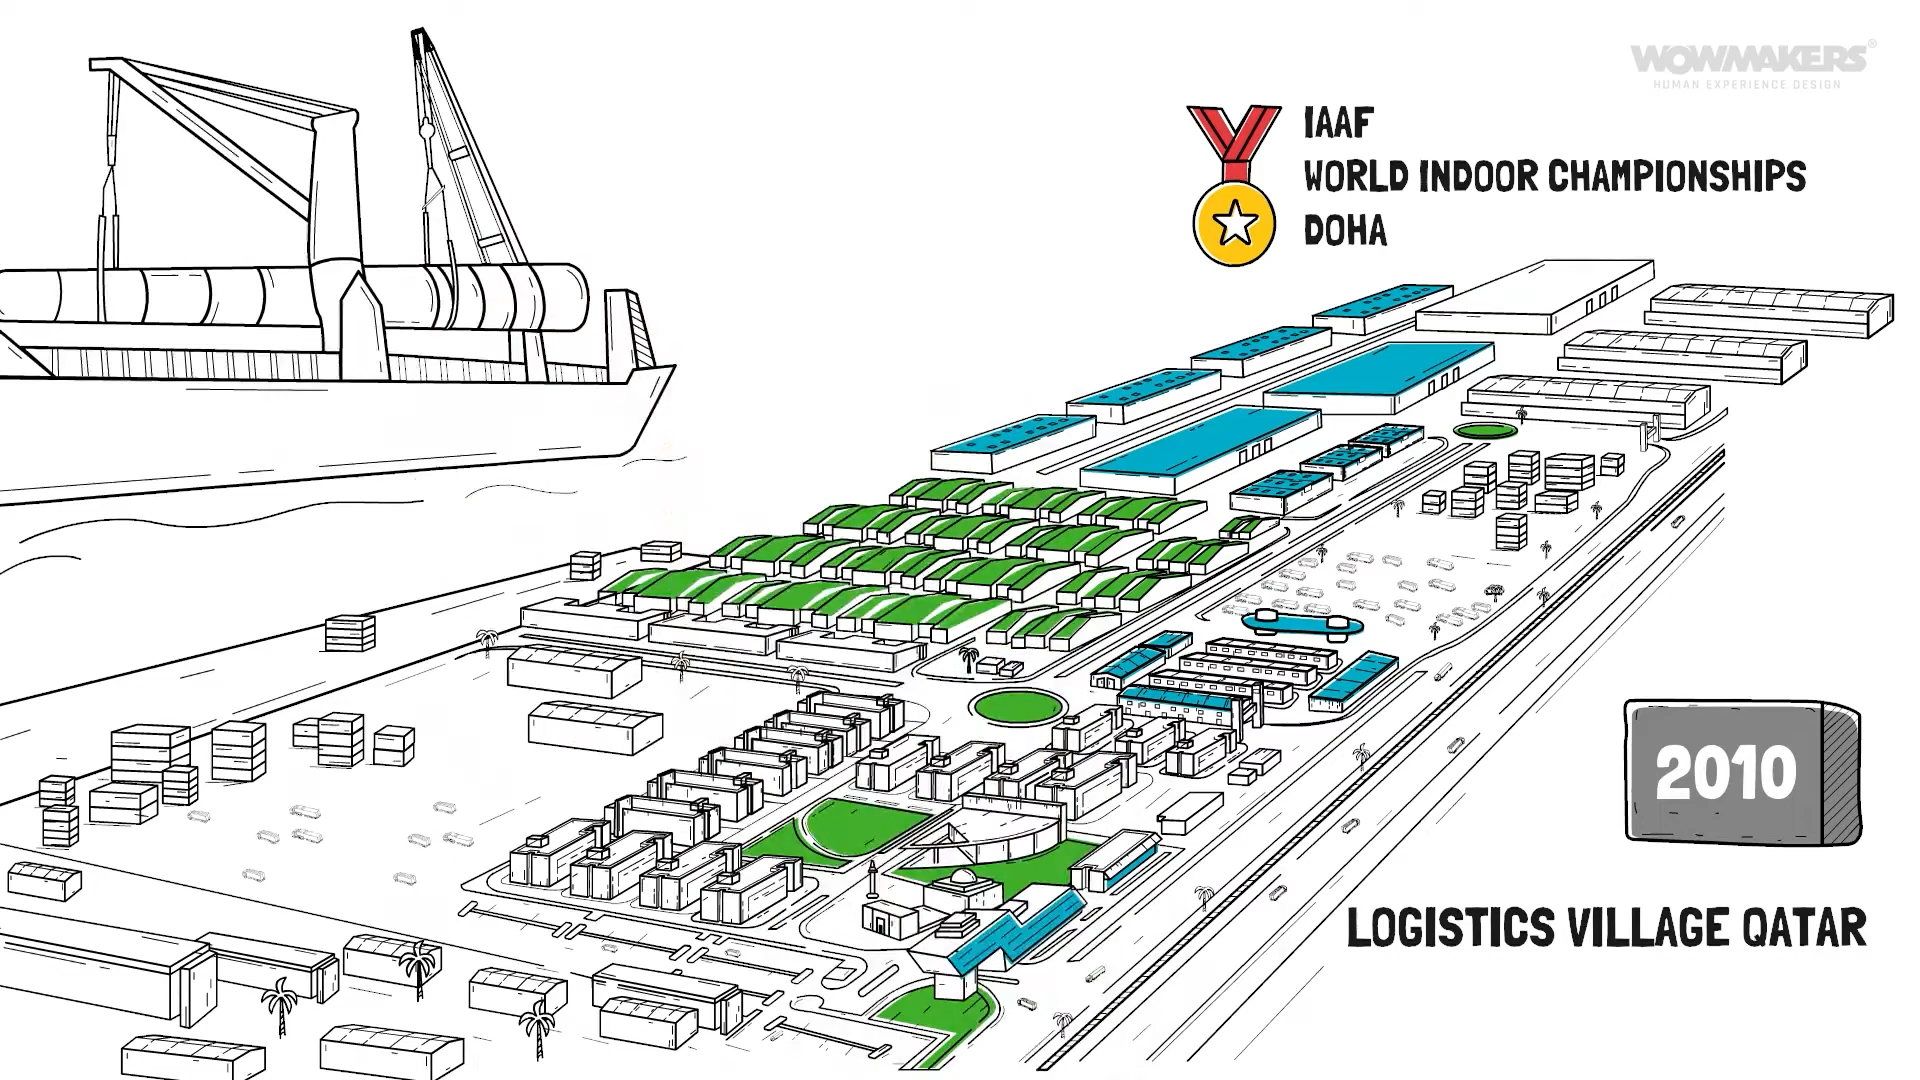 WOWMAKERS®
HUMAN EXPERIENCE DESIGN
IAAF
WORLD INDOOR CHAMPIONSHIPS
DOHA
2010
LOGISTICS VILLAGE QATAR